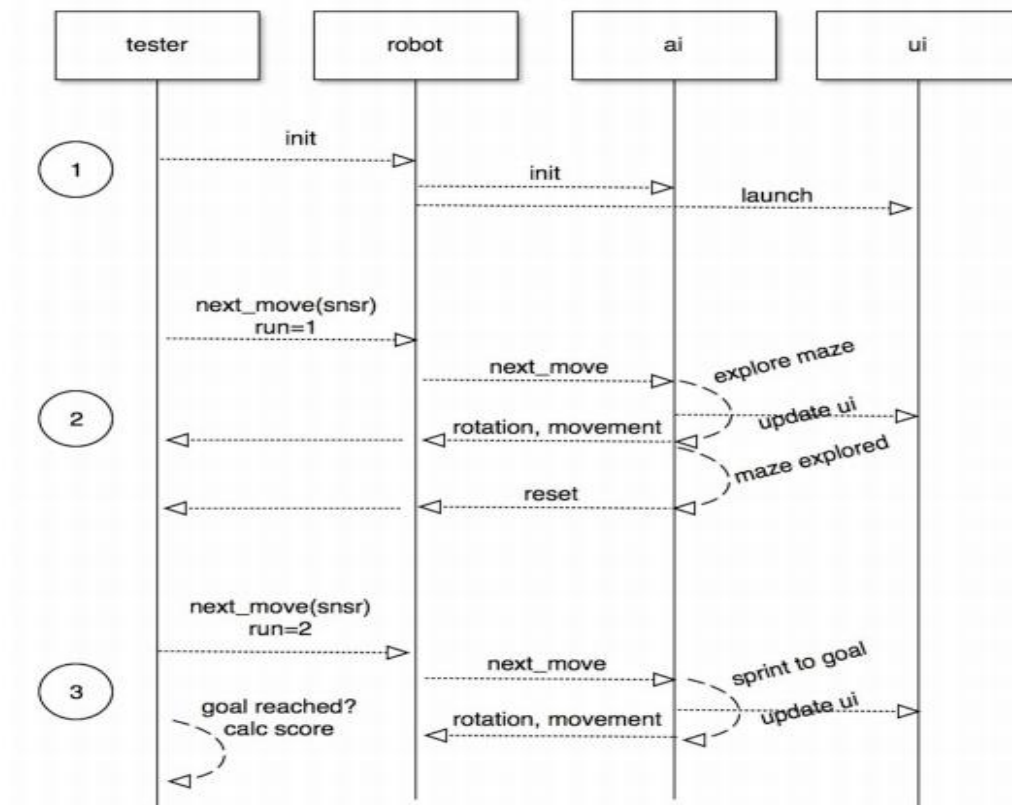 tester
robot
ai
ui
1
init
init
launch
next_move(snsr)
run=1
next_move
explore maze
2
update ui
rotation, movement
maze explored
reset
next_move(snsr)
run=2
next_move
sprint to goal
3
goal reached?
calc score
rotation, movement
update ui